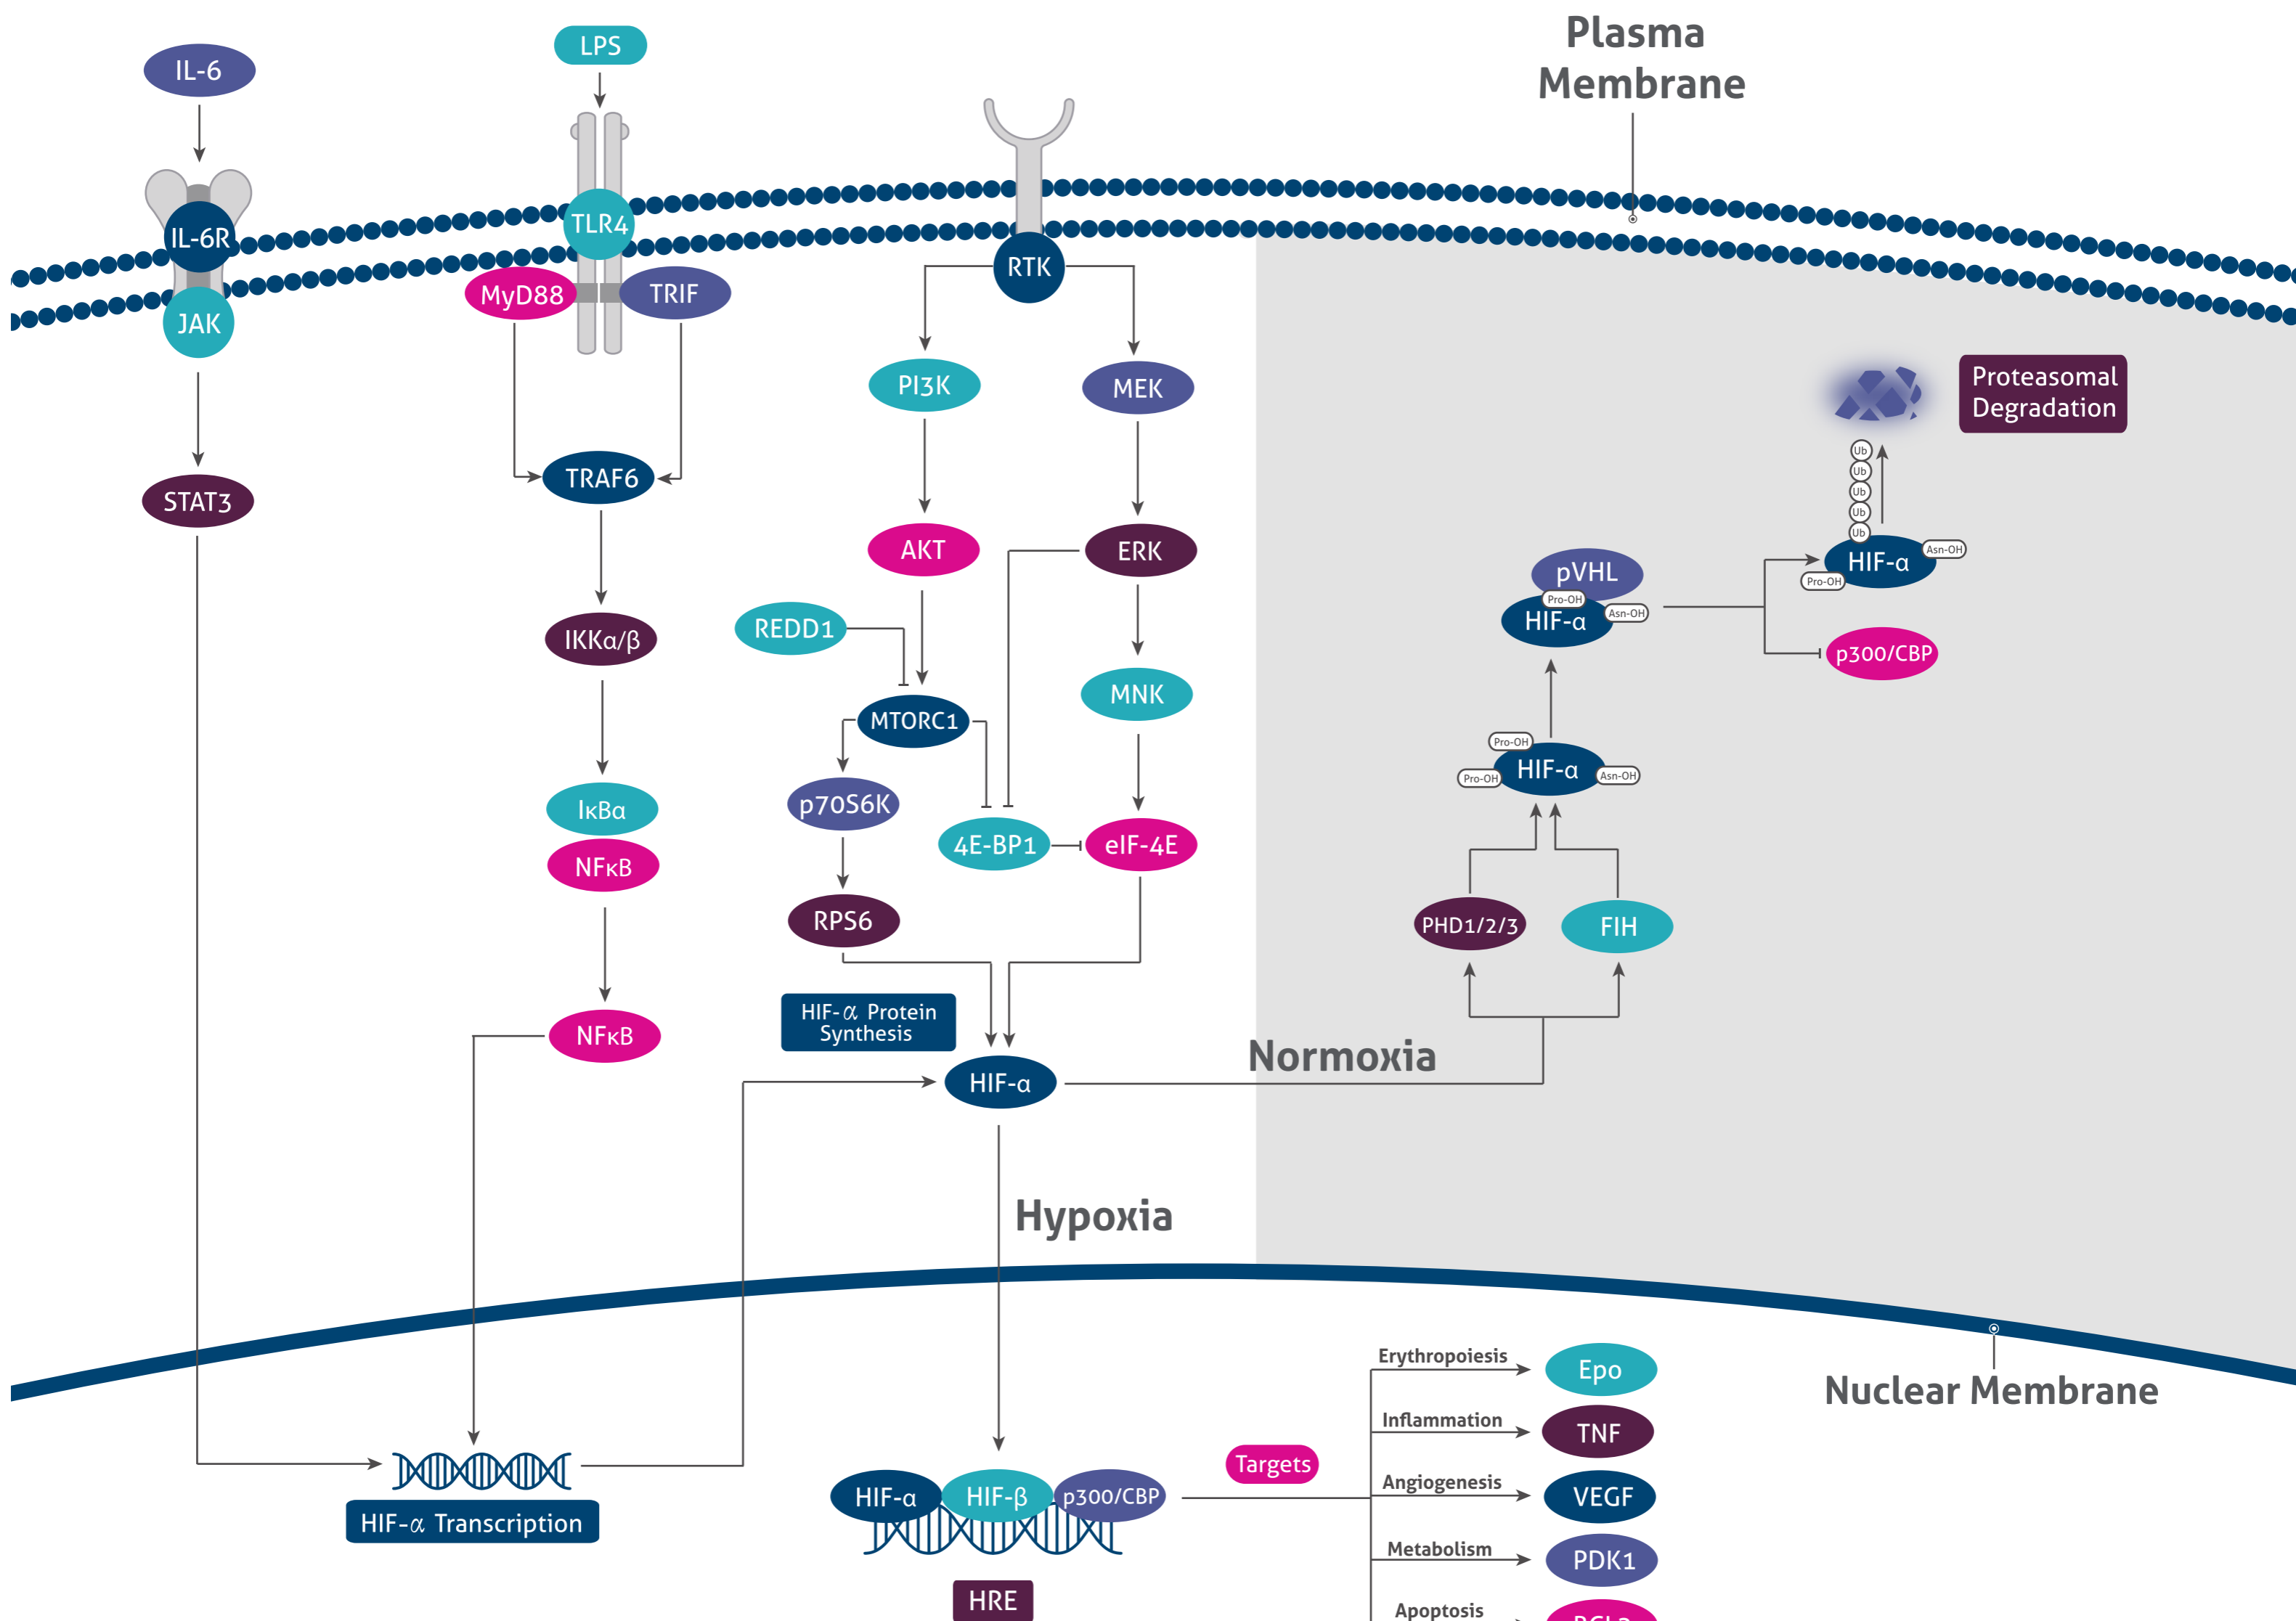 Plasma
Membrane
IL-6
LPS
IL-6R
JAK
TLR4
MyD88
TRIF
RTK
STAT3
TRAF6
IKKα/β
IκBα
NFκB
NFκB
PI3K
MEK
AKT
ERK
REDD1
MTORC1
MNK
p70S6K
4E-BP1
eIF-4E
RPS6
HIF-α Protein
Synthesis
HIF-α
Normoxia
Hypoxia
Proteasomal
Degradation
Ub
Ub
Ub
Ub
Ub
HIF-α
Asn-OH
Pro-OH
p300/CBP
pVHL
Pro-OH
Asn-OH
HIF-α
Pro-OH
Pro-OH
HIF-α
Asn-OH
PHD1/2/3
FIH
Nuclear Membrane
HIF-α Transcription
HIF-α
HIF-β
p300/CBP
HRE
Targets
Erythropoiesis
Epo
Inflammation
TNF
Angiogenesis
VEGF
Metabolism
PDK1
Apoptosis